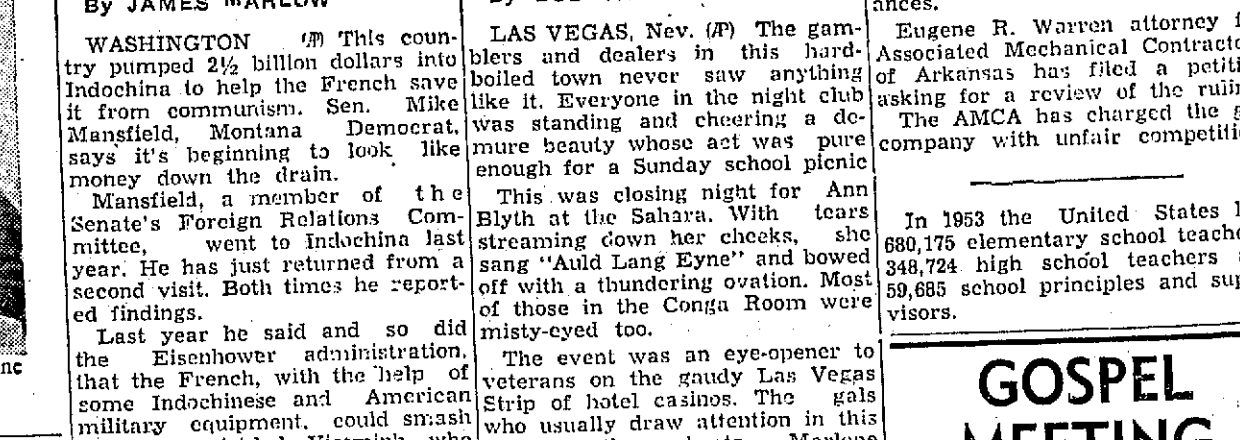 By JAMES MARLOW
WASHINGTON (AP) This coun-
try pumped 2½ billion dollars into
Indochina to help the French save
it from communism. Sen. Mike
Mansfield, Montana Democrat,
says it's beginning to look like
money down the drain.
Mansfield, a member of the
Senate's Foreign Relations Com-
mittee, went to Indochina last
year. He has just returned from a
second visit. Both times he report-
ed findings.
Last year he said and so did
the Eisenhower administration,
that the French, with the help of
some Indochinese and American
military equipment, could smash
Vietminh who
By
LAS VEGAS, Nev. (AP) The gam-
blers and dealers in this hard-
boiled town never saw anything
like it. Everyone in the night club
was standing and cheering a de-
mure beauty whose act was pure
enough for a Sunday school picnic
This was closing night for Ann
Blyth at the Sahara. With tears
streaming down her cheeks, she
sang "Auld Lang Eyne" and bowed
off with a thundering ovation. Most
of those in the Conga Room were
misty-eyed too.
The event was an eye-opener to
veterans on the gaudy Las Vegas
Strip of hotel casinos. The gals
who usually draw attention in this
Marlene
ances.
Eugene R. Warren attorney f
Associated Mechanical Contracto
of Arkansas has filed a petiti
asking for a review of the rulin
The AMCA has charged the g
company with unfair competiti
In 1953 the United States
680,175 elementary school teache
348,724 high school teachers
59,685 school principles and sup
visors.
GOSPEL
MEETING
ne